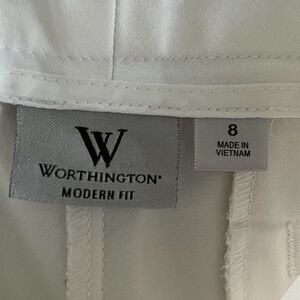 W
WORTHINGTON®
MODERN FIT
8
MADE IN
VIETNAM